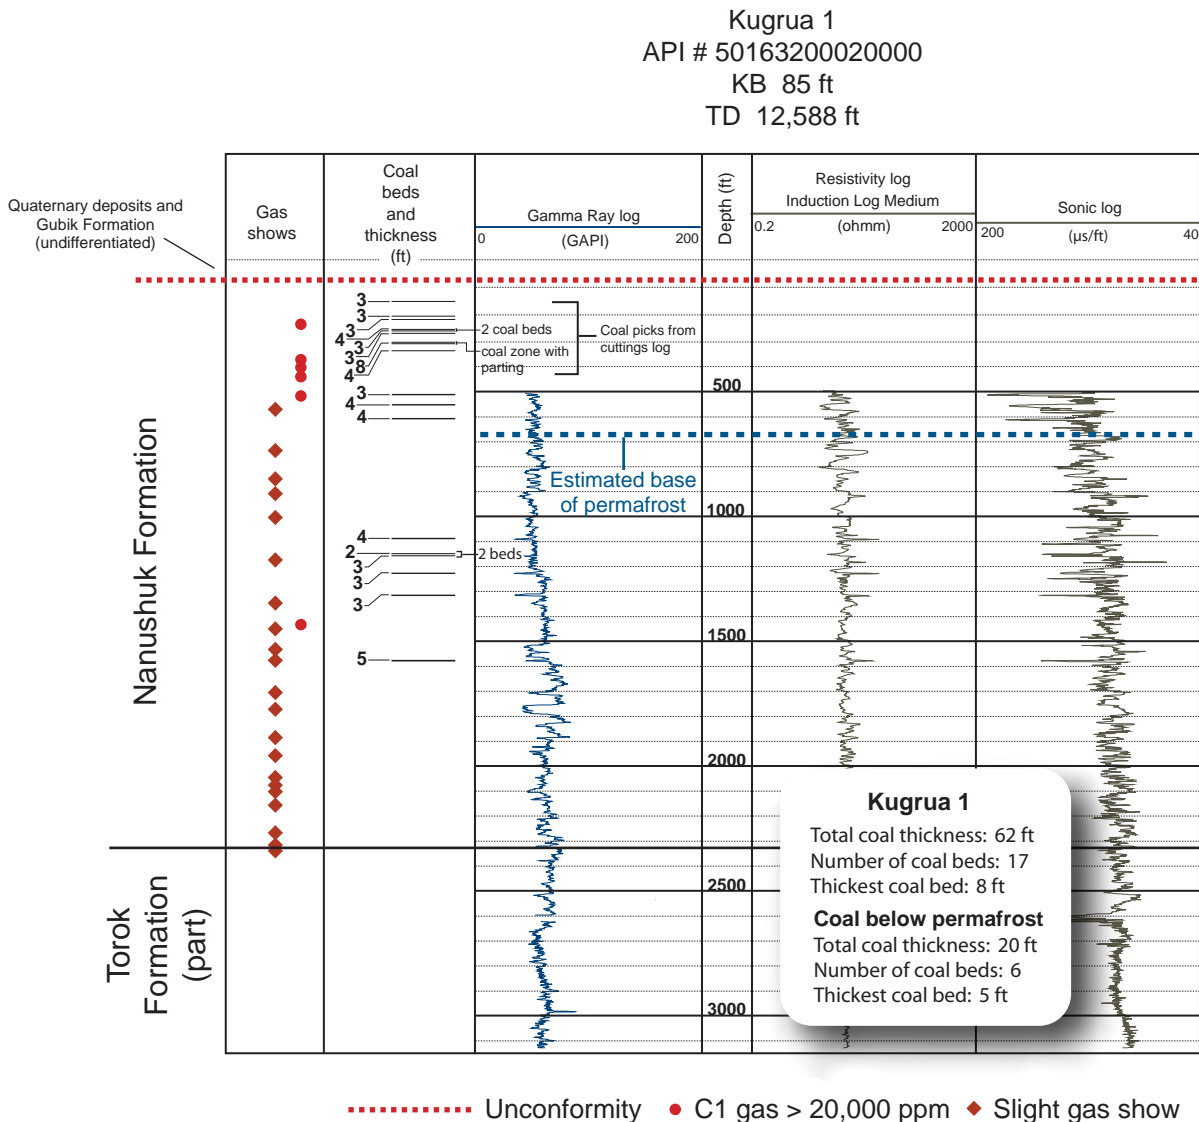 Kugrua 1
API # 50163200020000
KB 85 ft
TD 12,588 ft
Quaternary deposits and
Gubik Formation
(undifferentiated)
Gas
shows
Coal
beds
and
thickness
(ft)
Gamma Ray log
0 (GAPI) 200
Depth (ft)
Resistivity log
Induction Log Medium
0.2 (ohmm) 2000
Sonic log
200 (µs/ft) 40
3
3
3
4
3
8
4
2 coal beds
coal zone with
parting
Coal picks from
cuttings log
3
4
4
500
Estimated base
of permafrost
1000
4
2
3
3
3
2 beds
1500
5
2000
2500
3000
Nanushuk Formation
Torok
Formation
(part)
Kugrua 1
Total coal thickness: 62 ft
Number of coal beds: 17
Thickest coal bed: 8 ft
Coal below permafrost
Total coal thickness: 20 ft
Number of coal beds: 6
Thickest coal bed: 5 ft
Unconformity C1 gas > 20,000 ppm Slight gas show